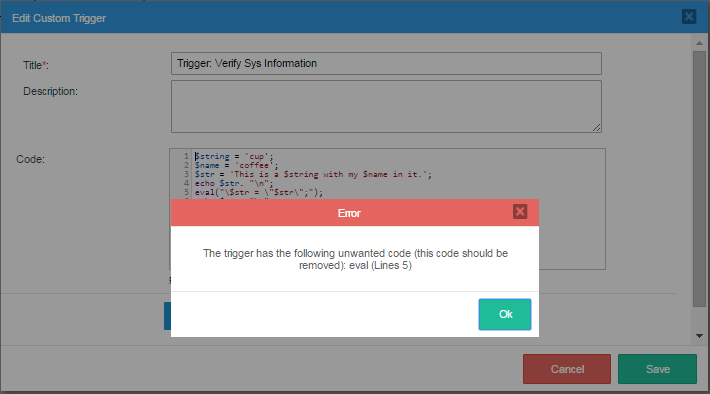 Edit Custom Trigger
Title*:
Trigger: Verify Sys Information
Description:
Code:
1 $string = 'cup';
2 $name = 'coffee';
3 $str = 'This is a $string with my $name in it.';
4 echo $str. "\n";
5 eval("\$str = \"$str\";");
Error
The trigger has the following unwanted code (this code should be
removed): eval (Lines 5)
Ok
Cancel
Save